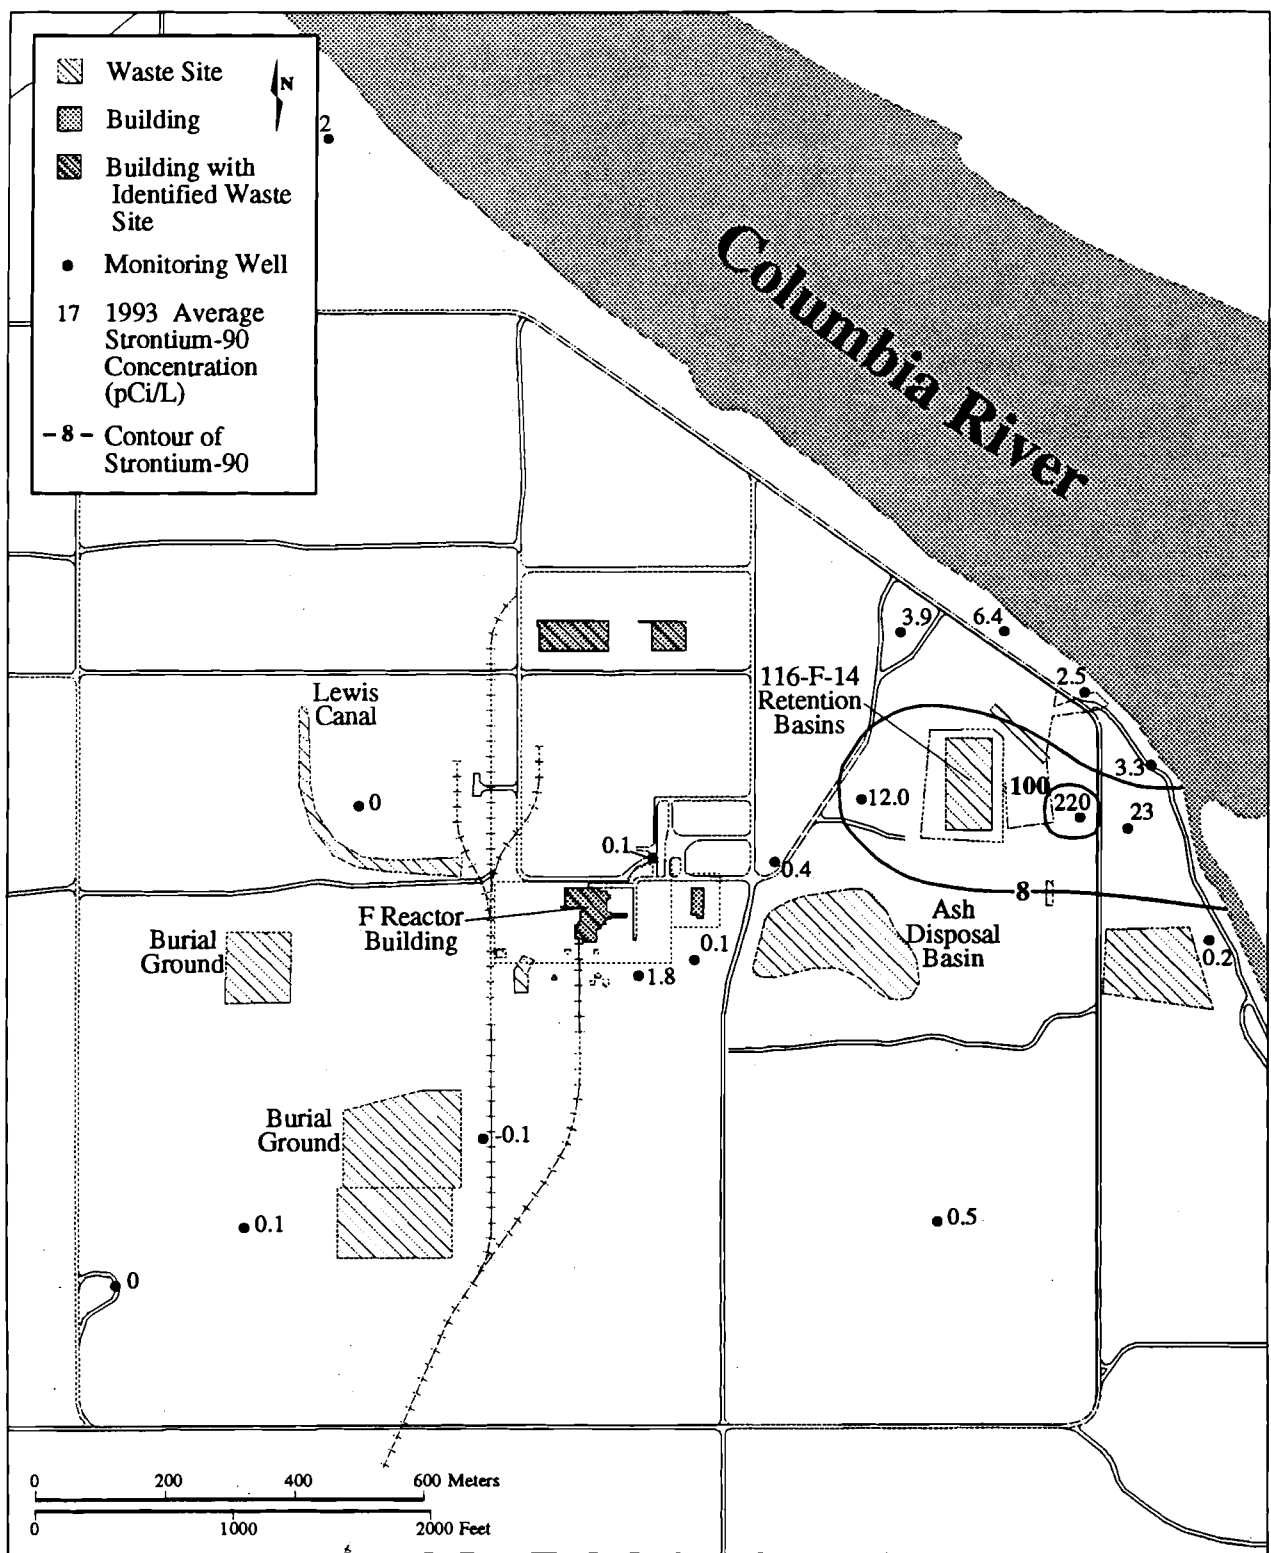 Waste Site
N
Building
2
Building with
Identified Waste
Site
Monitoring Well
17 1993 Average
Strontium-90
Concentration
(pCi/L)
-8- Contour of
Strontium-90
Columbia River
3.9
6.4
2.5
116-F-14
Retention
Basins
Lewis
Canal
3.3
100
0
12.0
220
23
0.1
0.4
8
F Reactor
Building
Ash
Disposal
Basin
Burial
Ground
0.1
0.2
1.8
Burial
Ground
-0.1
0.1
0.5
0
0 200 400 600 Meters
0 1000 2000 Feet